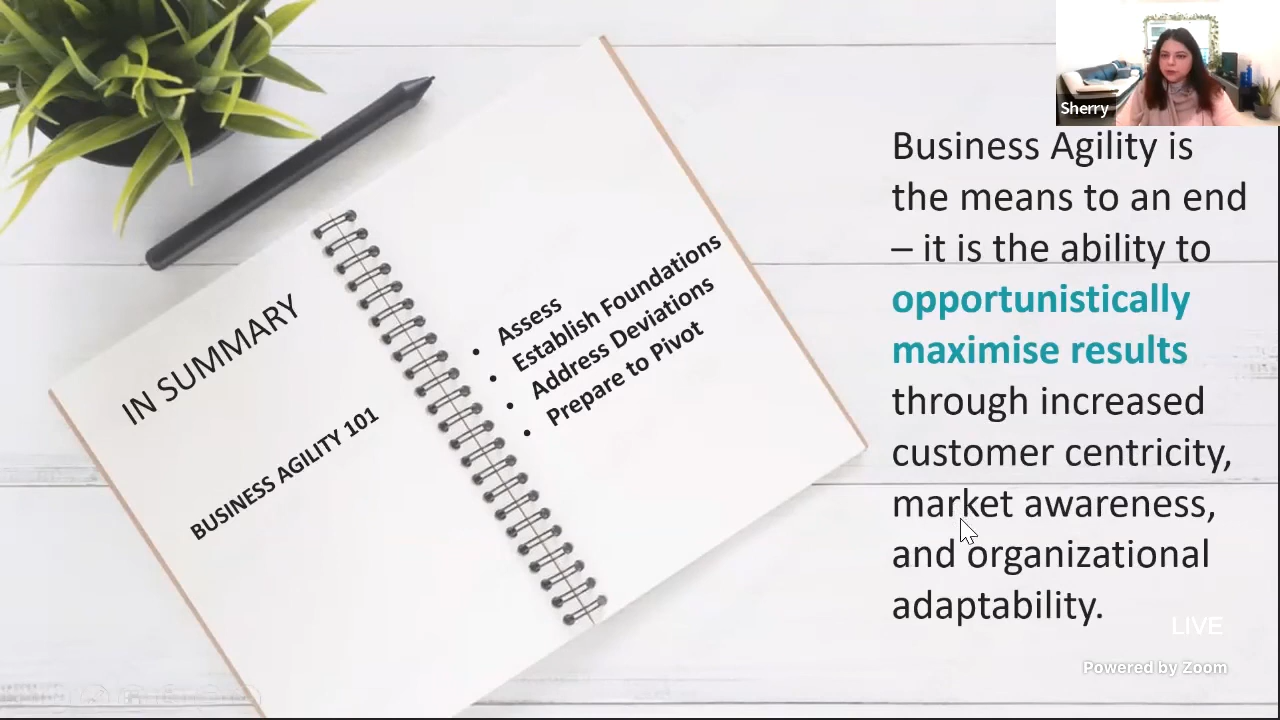 IN SUMMARY
BUSINESS AGILITY 101
• Assess
• Establish Foundations
• Address Deviations
• Prepare to Pivot
Sherry
Business Agility is
the means to an end
– it is the ability to
opportunistically
maximise results
through increased
customer centricity,
market awareness,
and organizational
adaptability.
LIVE
Powered by Zoom